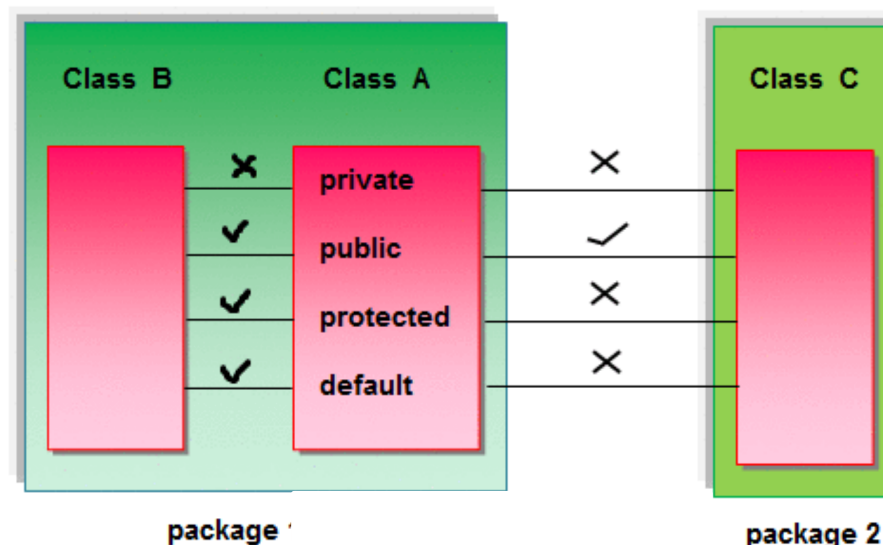 Class B
Class A
Class C
private
public
protected
default
package
package 2